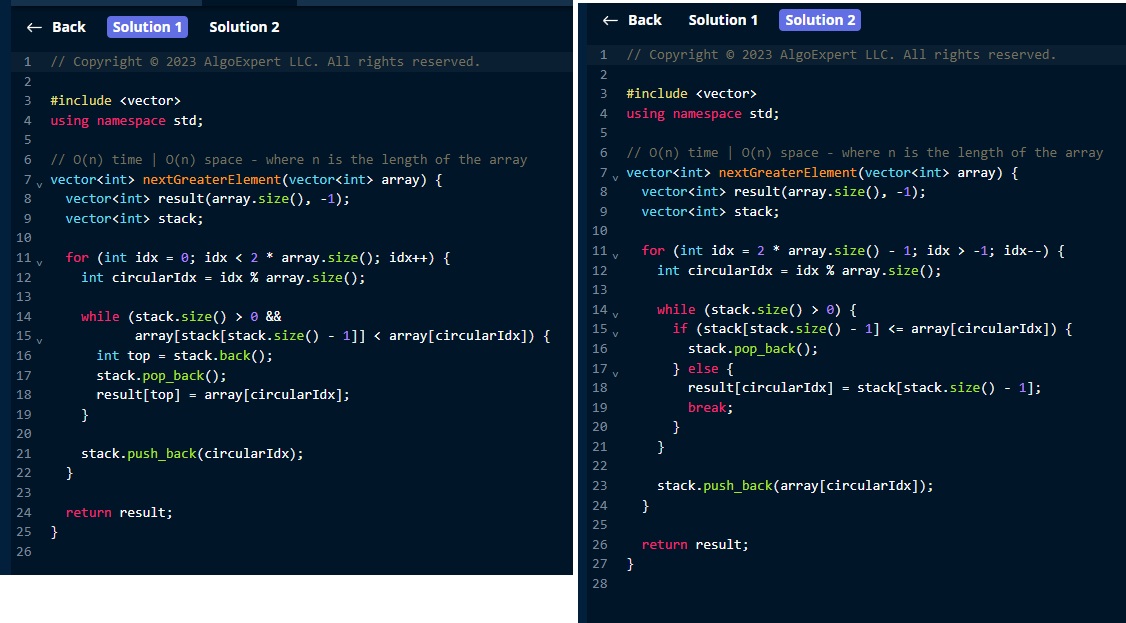 ← Back Solution 1 Solution 2
1 // Copyright © 2023 AlgoExpert LLC. All rights reserved.
2
3 #include <vector>
4 using namespace std;
5
6 // O(n) time | O(n) space - where n is the length of the array
7 vector<int> nextGreaterElement(vector<int> array) {
8   vector<int> result(array.size(), -1);
9   vector<int> stack;
10
11   for (int idx = 0; idx < 2 * array.size(); idx++) {
12     int circularIdx = idx % array.size();
13
14     while (stack.size() > 0 &&
15            array[stack[stack.size() - 1]] < array[circularIdx]) {
16       int top = stack.back();
17       stack.pop_back();
18       result[top] = array[circularIdx];
19     }
20
21     stack.push_back(circularIdx);
22   }
23
24   return result;
25 }
26
← Back Solution 1 Solution 2
1 // Copyright © 2023 AlgoExpert LLC. All rights reserved.
2
3 #include <vector>
4 using namespace std;
5
6 // O(n) time | O(n) space - where n is the length of the array
7 vector<int> nextGreaterElement(vector<int> array) {
8   vector<int> result(array.size(), -1);
9   vector<int> stack;
10
11   for (int idx = 2 * array.size() - 1; idx > -1; idx--) {
12     int circularIdx = idx % array.size();
13
14     while (stack.size() > 0) {
15       if (stack[stack.size() - 1] <= array[circularIdx]) {
16         stack.pop_back();
17       } else {
18         result[circularIdx] = stack[stack.size() - 1];
19         break;
20       }
21     }
22
23     stack.push_back(array[circularIdx]);
24   }
25
26   return result;
27 }
28